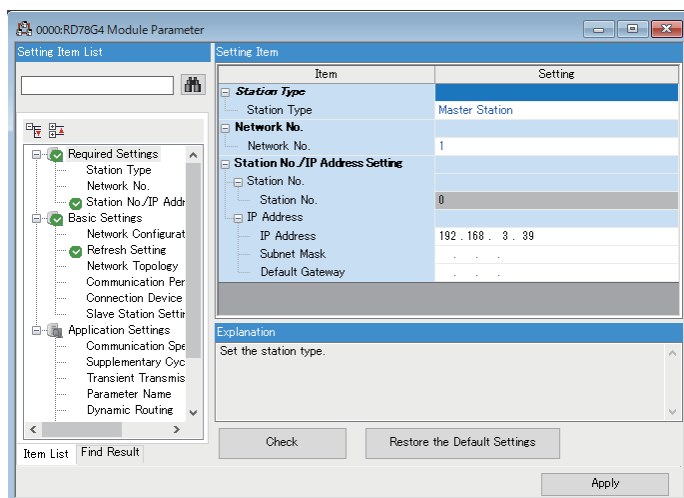 0000:RD78G4 Module Parameter
Setting Item List
Required Settings
Station Type
Network No.
Station No./IP Addr
Basic Settings
Network Configurat
Refresh Setting
Network Topology
Communication Per
Connection Device
Slave Station Settin
Application Settings
Communication Spe
Supplementary Cyc
Transient Transmis
Parameter Name
Dynamic Routing
Item List Find Result
Setting Item
Item Setting
Station Type
Station Type Master Station
Network No.
Network No. 1
Station No./IP Address Setting
Station No.
Station No. 0
IP Address
IP Address 192 . 168 . 3 . 39
Subnet Mask . . .
Default Gateway . . .
Explanation
Set the station type.
Check Restore the Default Settings
Apply